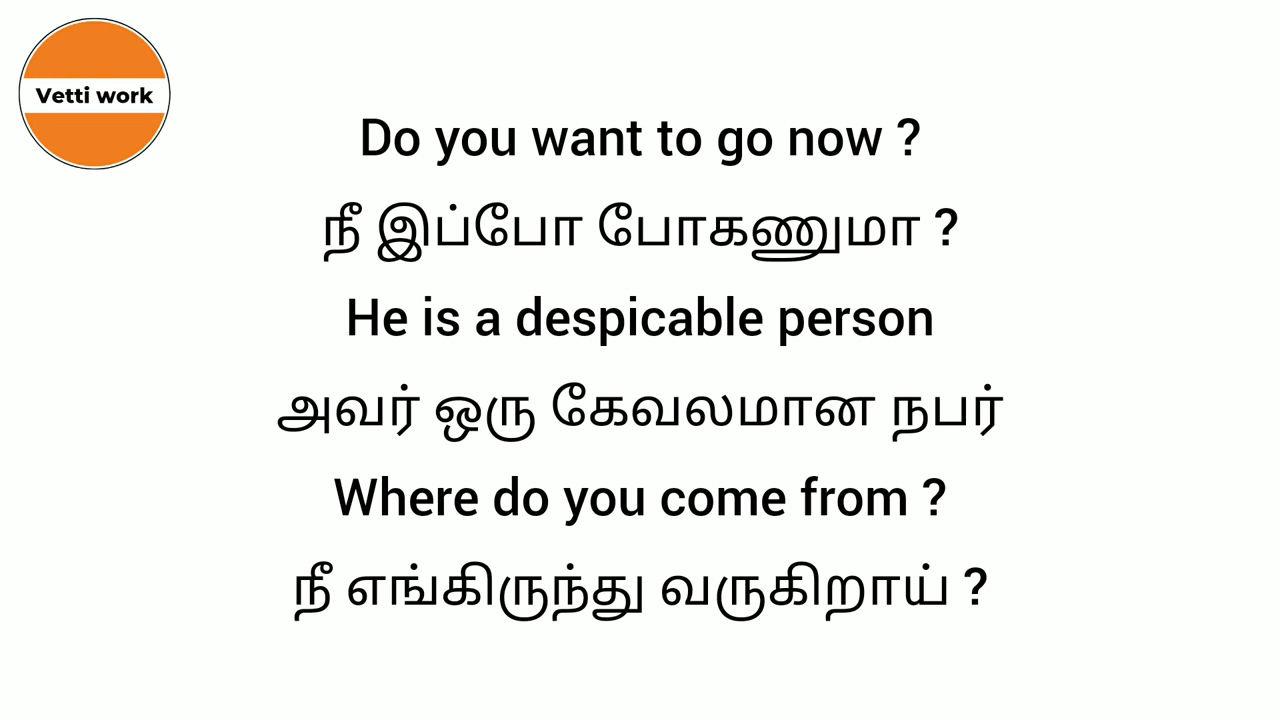 Vetti work
Do you want to go now ?
நீ இப்போ போகணுமா ?
He is a despicable person
அவர் ஒரு கேவலமான நபர்
Where do you come from ?
நீ எங்கிருந்து வருகிறாய் ?